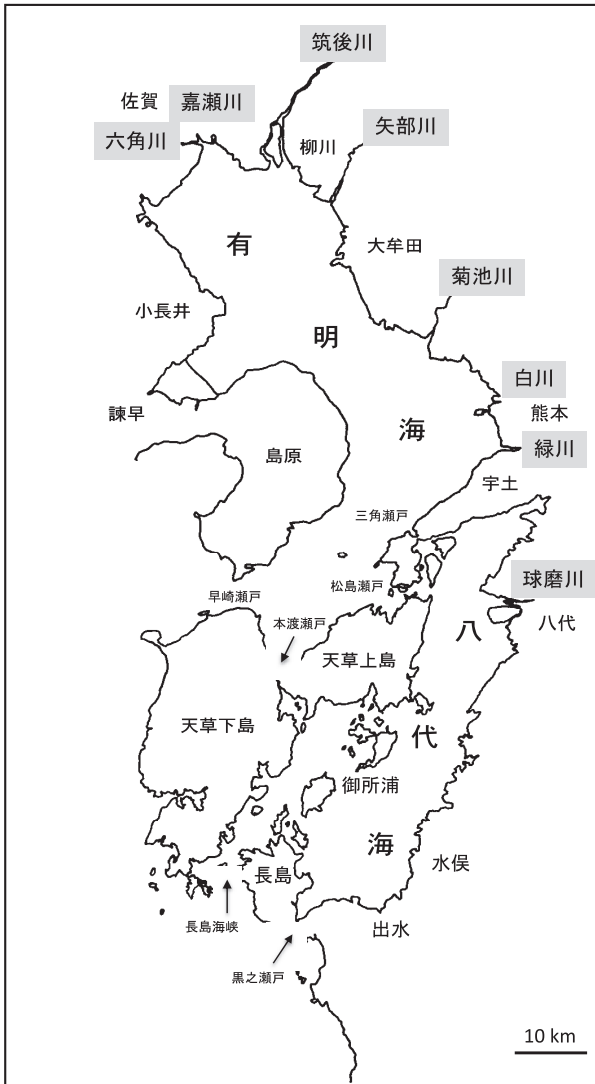 筑後川
佐賀
嘉瀬川
六角川
柳川
矢部川
有
大牟田
菊池川
小長井
明
白川
諫早
熊本
海
緑川
島原
宇土
三角瀬戸
早崎瀬戸
松島瀬戸
球磨川
本渡瀬戸
八
八代
天草上島
天草下島
代
御所浦
海
水俣
長島
長島海峡
出水
黒之瀬戸
10 km